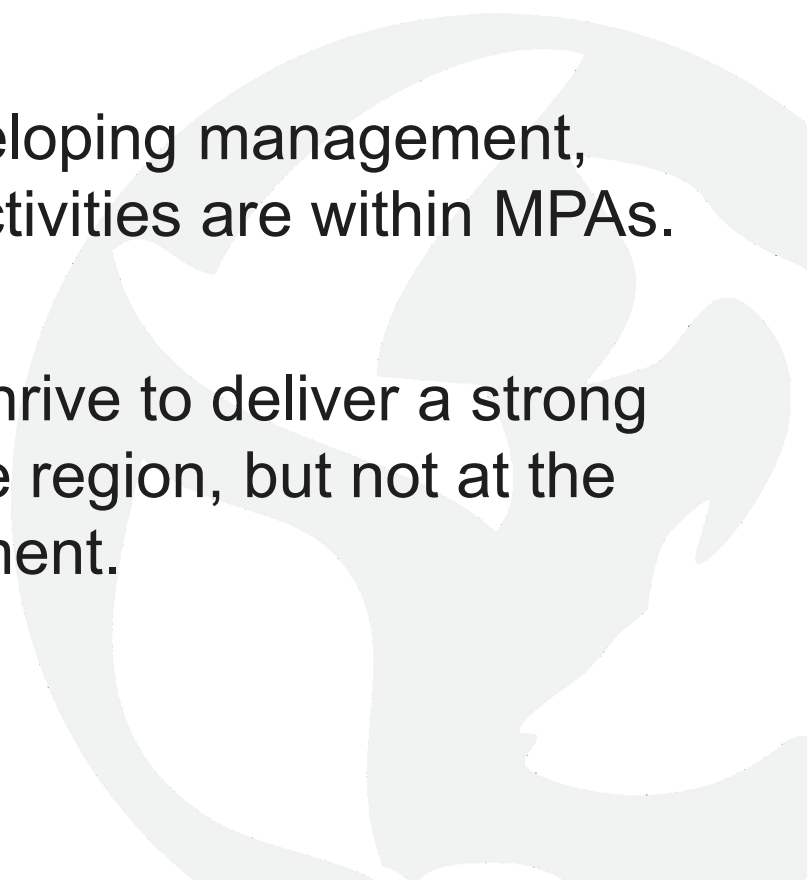 eloping management,
ctivities are within MPAs.
hrive to deliver a strong
e region, but not at the
ment.